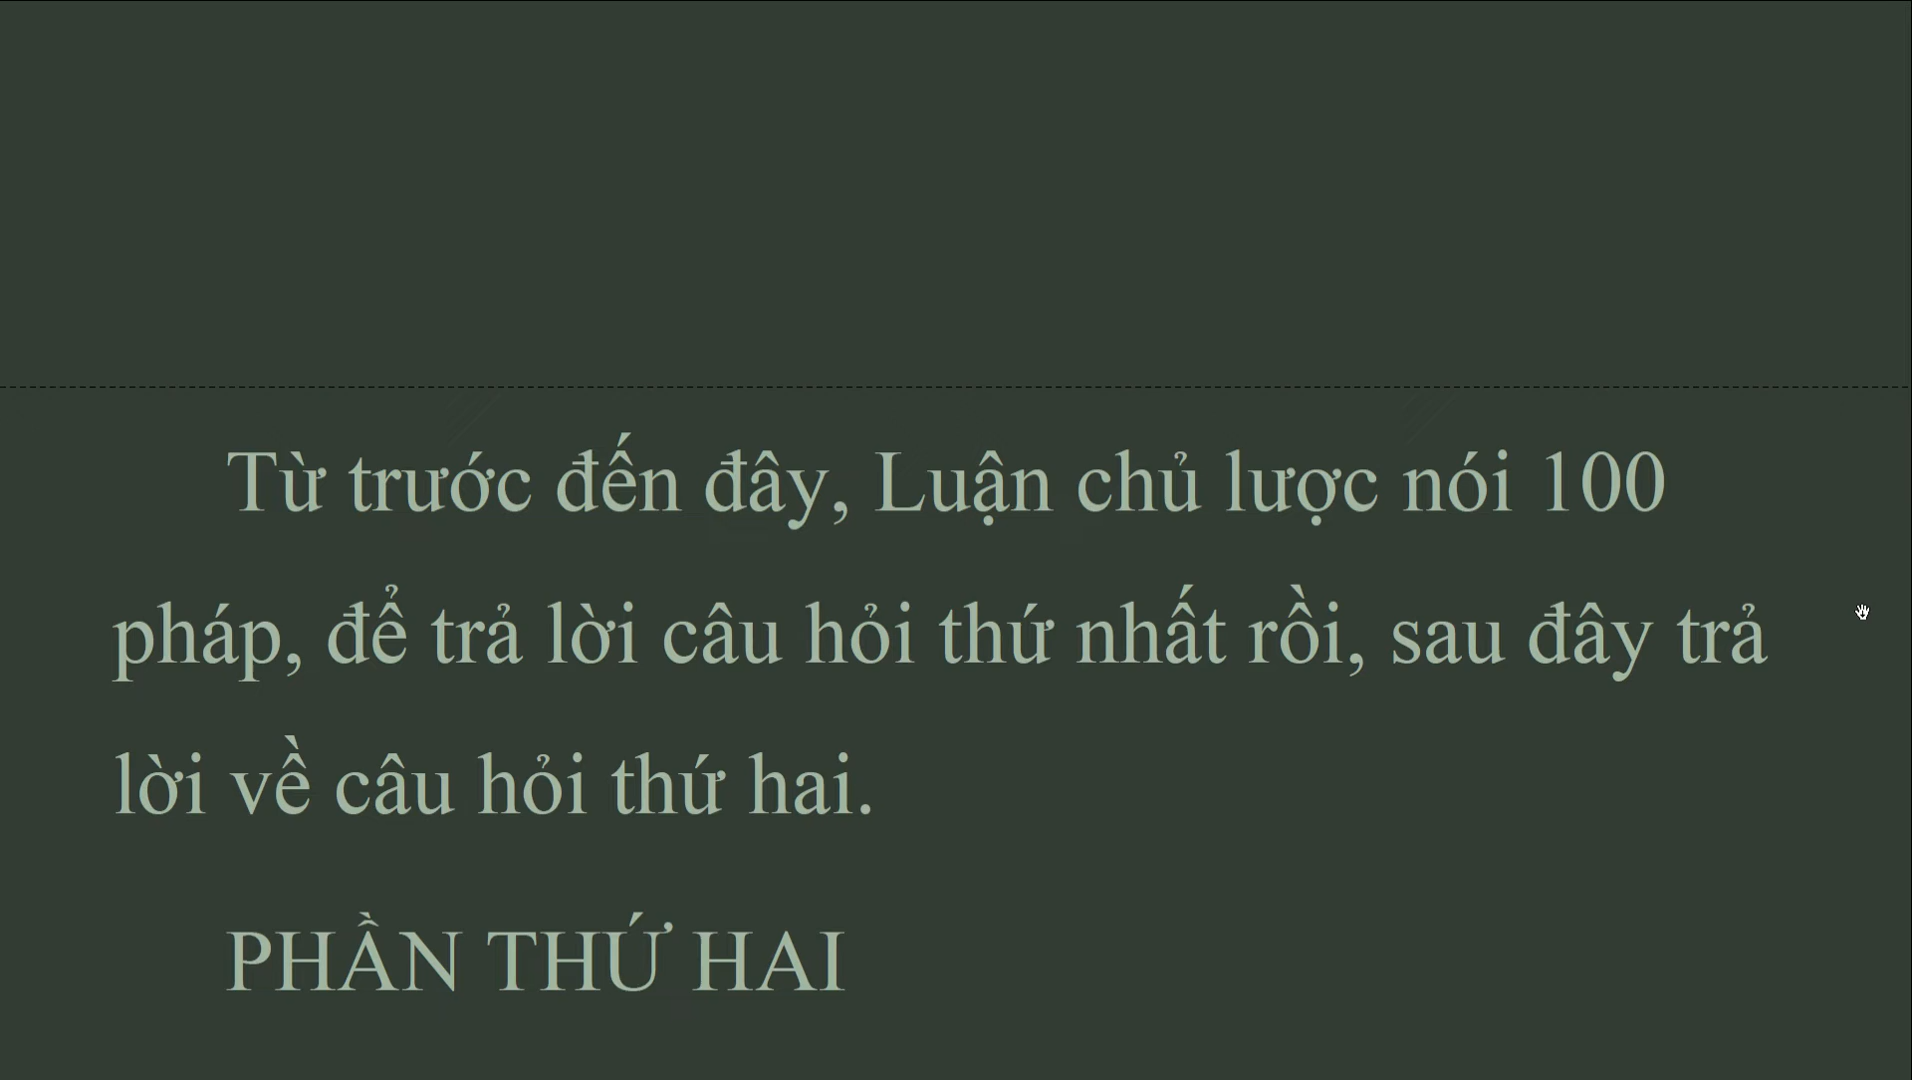 Từ trước đến đây, Luận chủ lược nói 100
pháp, để trả lời câu hỏi thứ nhất rồi, sau đây trả
lời về câu hỏi thứ hai.
PHẦN THỨ HAI